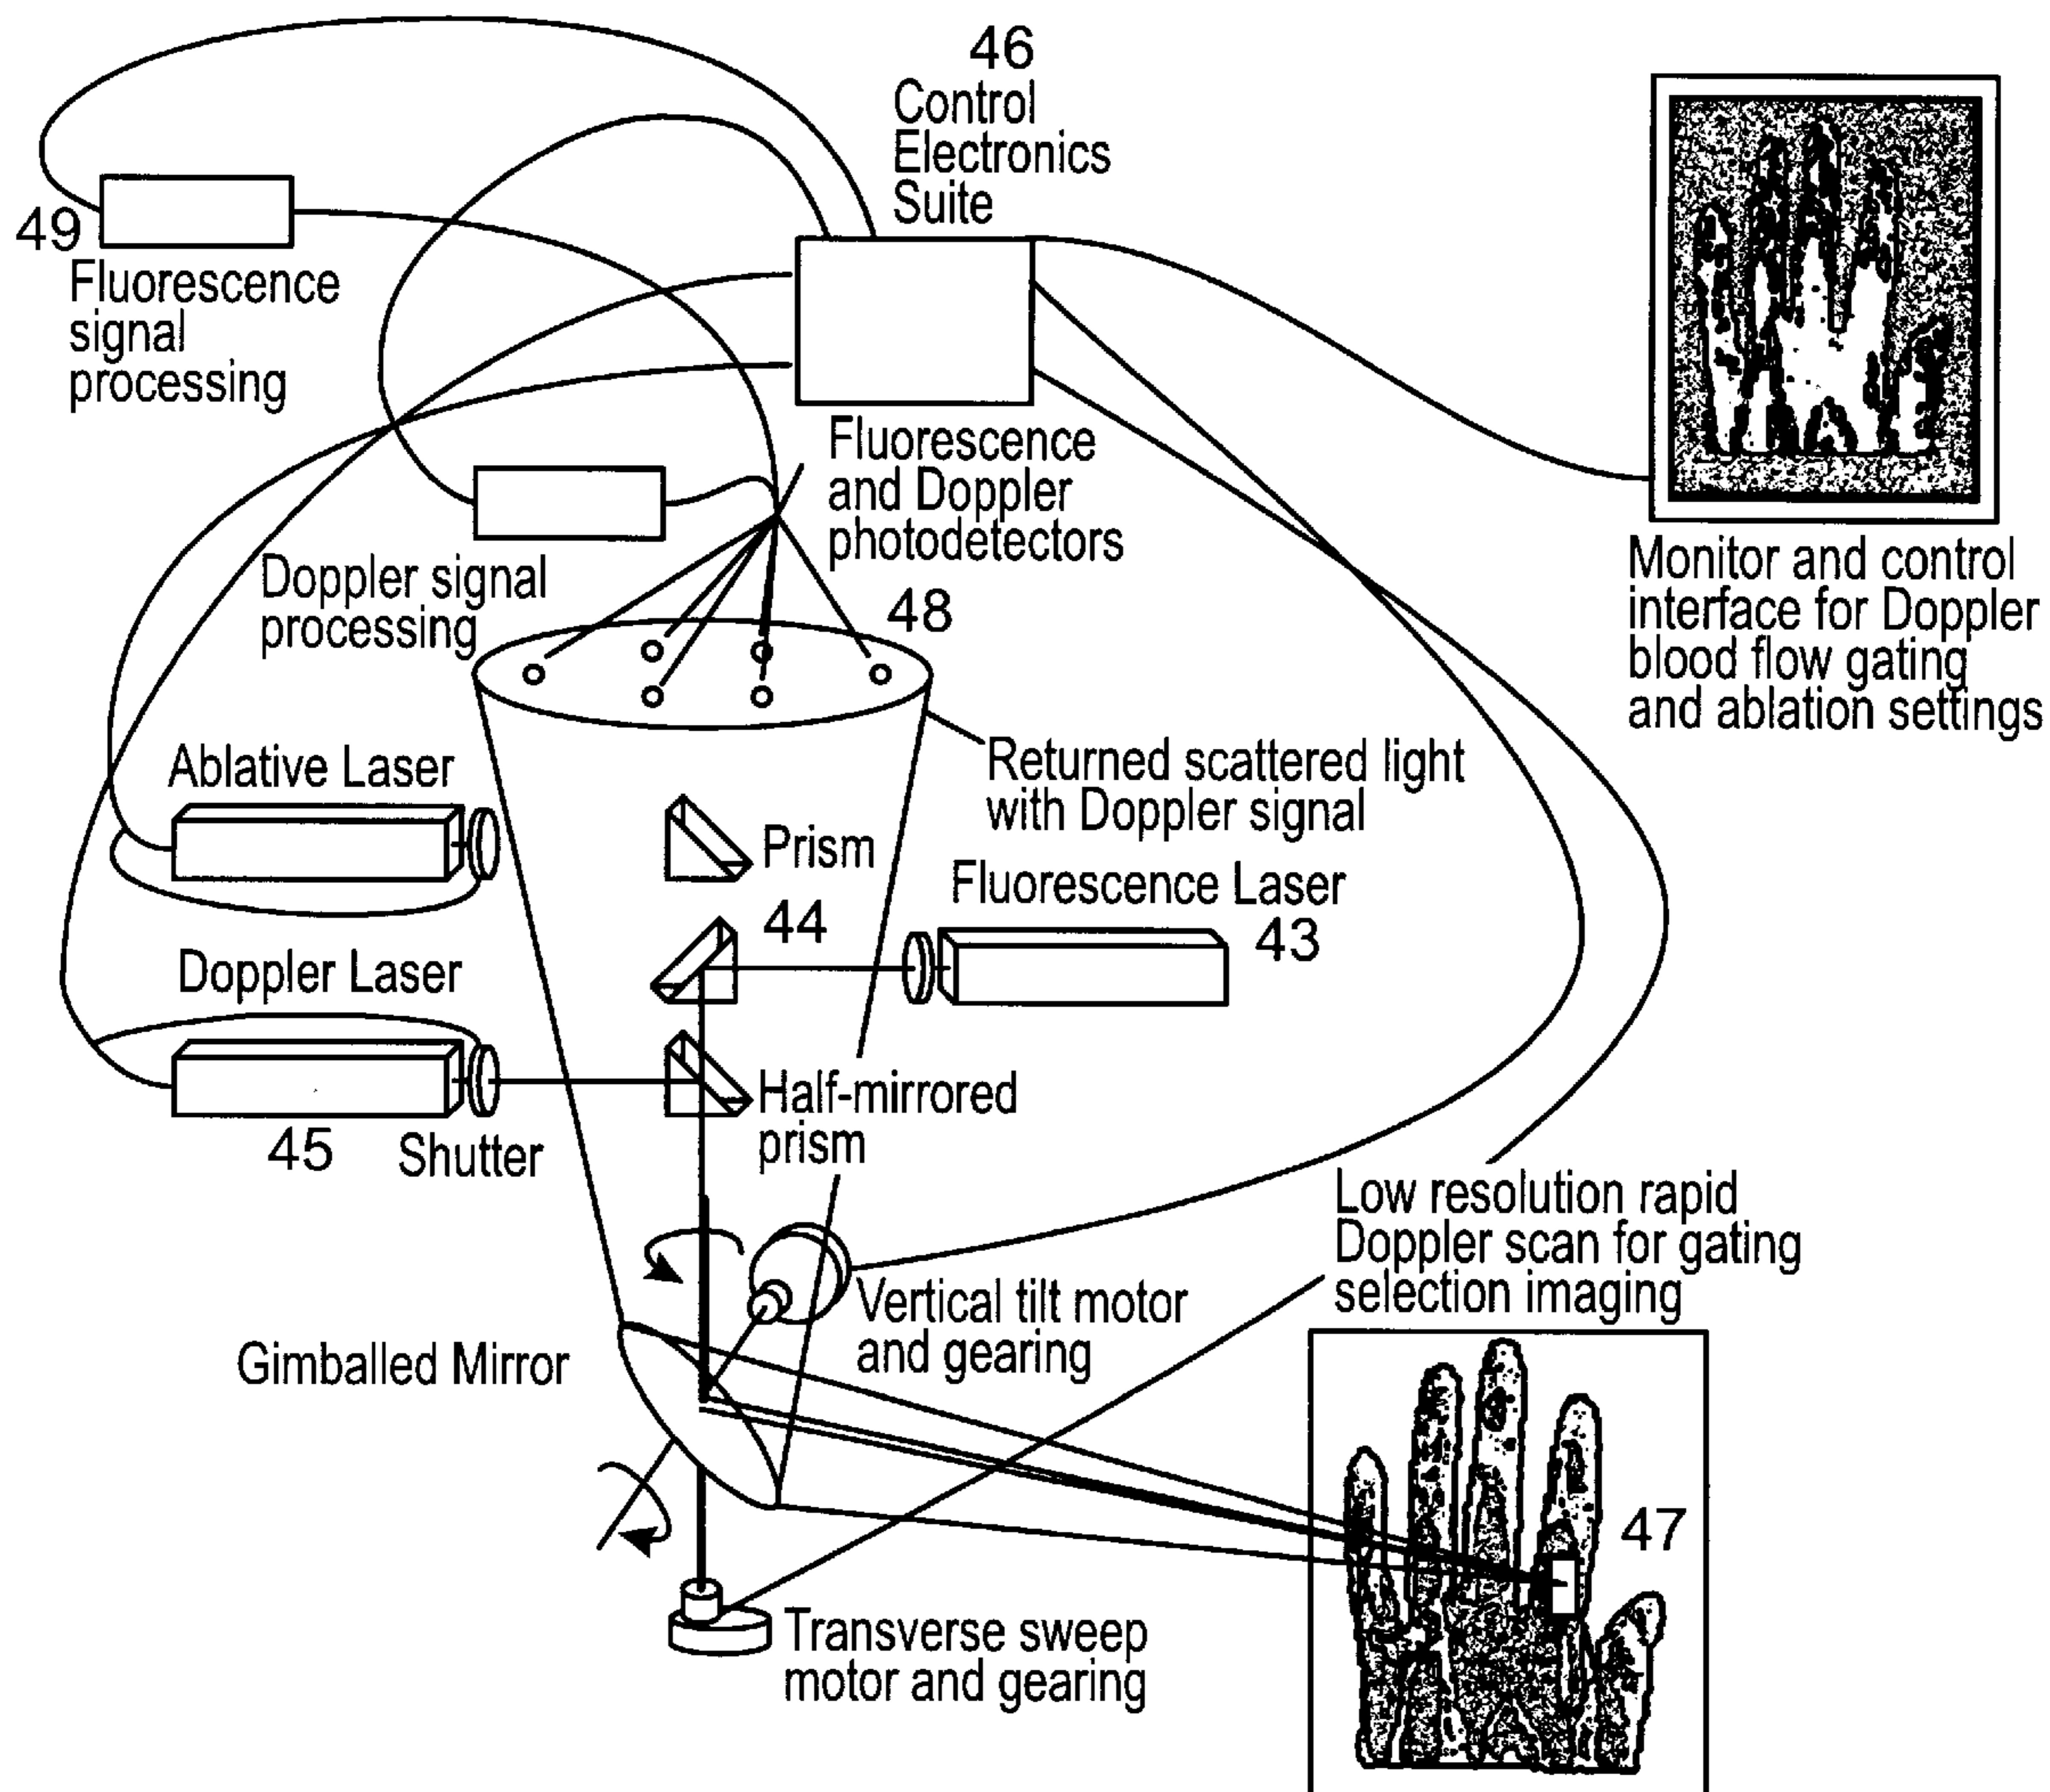 46
Control
Electronics
Suite
49
Fluorescence
signal
processing
Fluorescence
and Doppler
photodetectors
Doppler signal
processing
48
Monitor and control
interface for Doppler
blood flow gating
and ablation settings
Returned scattered light
with Doppler signal
Ablative Laser
Prism
Fluorescence Laser
44
43
Doppler Laser
Half-mirrored
prism
45
Shutter
Low resolution rapid
Doppler scan for gating
selection imaging
Vertical tilt motor
and gearing
Gimballed Mirror
47
Transverse sweep
motor and gearing